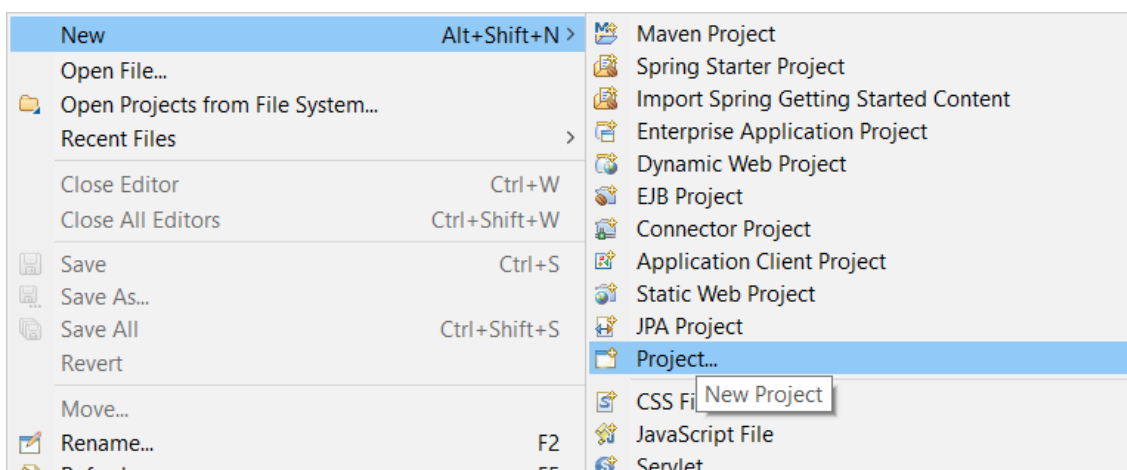 New Alt+Shift+N >
Open File...
Open Projects from File System...
Recent Files >
Close Editor Ctrl+W
Close All Editors Ctrl+Shift+W
Save Ctrl+S
Save As...
Save All Ctrl+Shift+S
Revert
Move...
Rename... F2
Maven Project
Spring Starter Project
Import Spring Getting Started Content
Enterprise Application Project
Dynamic Web Project
EJB Project
Connector Project
Application Client Project
Static Web Project
JPA Project
Project...
New Project
CSS Fi
JavaScript File
Servlet